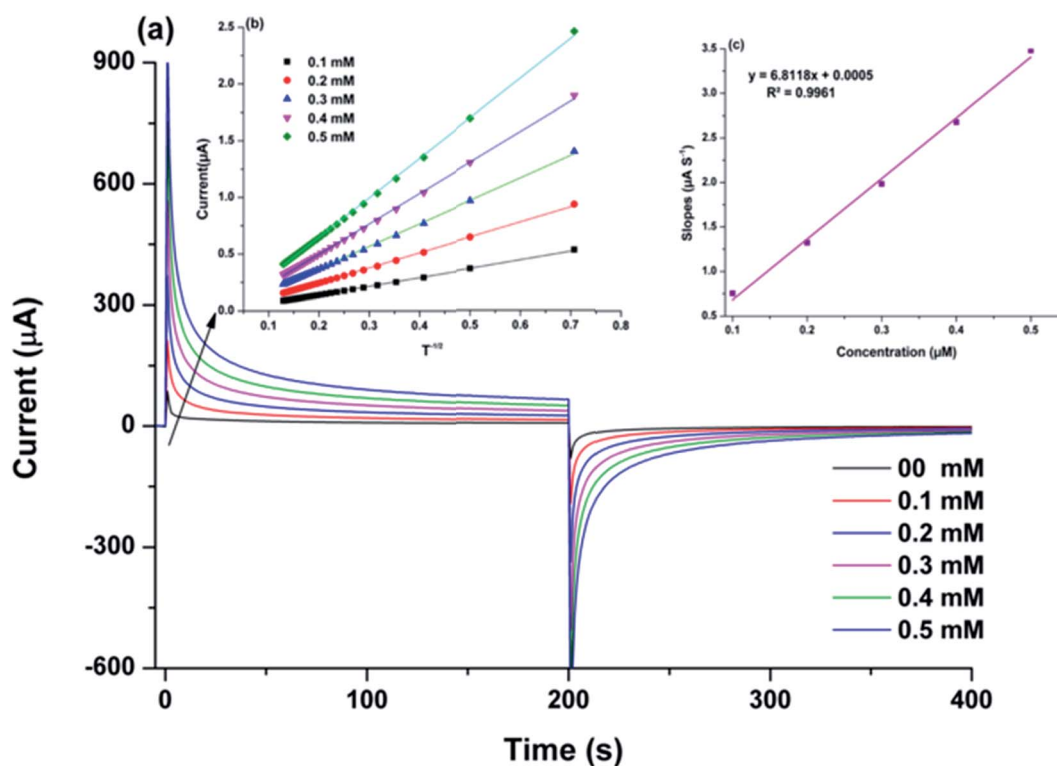 (a)
900
600
300
0
-300
-600
Current (µA)
0
100
200
300
400
Time (s)
00 mM
0.1 mM
0.2 mM
0.3 mM
0.4 mM
0.5 mM
(b)
2.5
2.0
1.5
1.0
0.5
0.0
Current(µA)
0.1 mM
0.2 mM
0.3 mM
0.4 mM
0.5 mM
0.1
0.2
0.3
0.4
0.5
0.6
0.7
0.8
T⁻¹/²
(c)
y = 6.8118x + 0.0005
R² = 0.9961
3.5
3.0
2.5
2.0
1.5
1.0
0.5
Slopes (µA S⁻¹)
0.1
0.2
0.3
0.4
0.5
Concentration (µM)